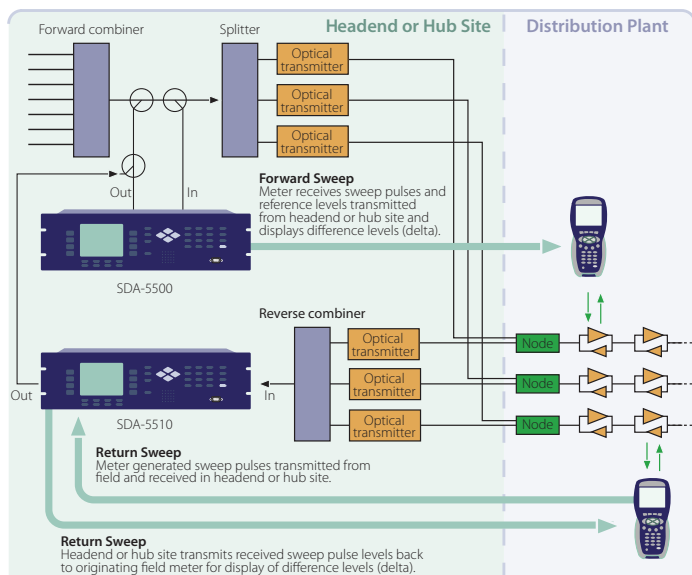 Headend or Hub Site
Distribution Plant
Forward combiner
Splitter
Optical
transmitter
Optical
transmitter
Optical
transmitter
Out
In
Forward Sweep
Meter receives sweep pulses and
reference levels transmitted
from headend or hub site and
displays difference levels (delta).
SDA-5500
Reverse combiner
Optical
transmitter
Node
Optical
transmitter
Node
Optical
transmitter
Node
Out
In
SDA-5510
Return Sweep
Meter generated sweep pulses transmitted from
field and received in headend or hub site.
Return Sweep
Headend or hub site transmits received sweep pulse levels back
to originating field meter for display of difference levels (delta).